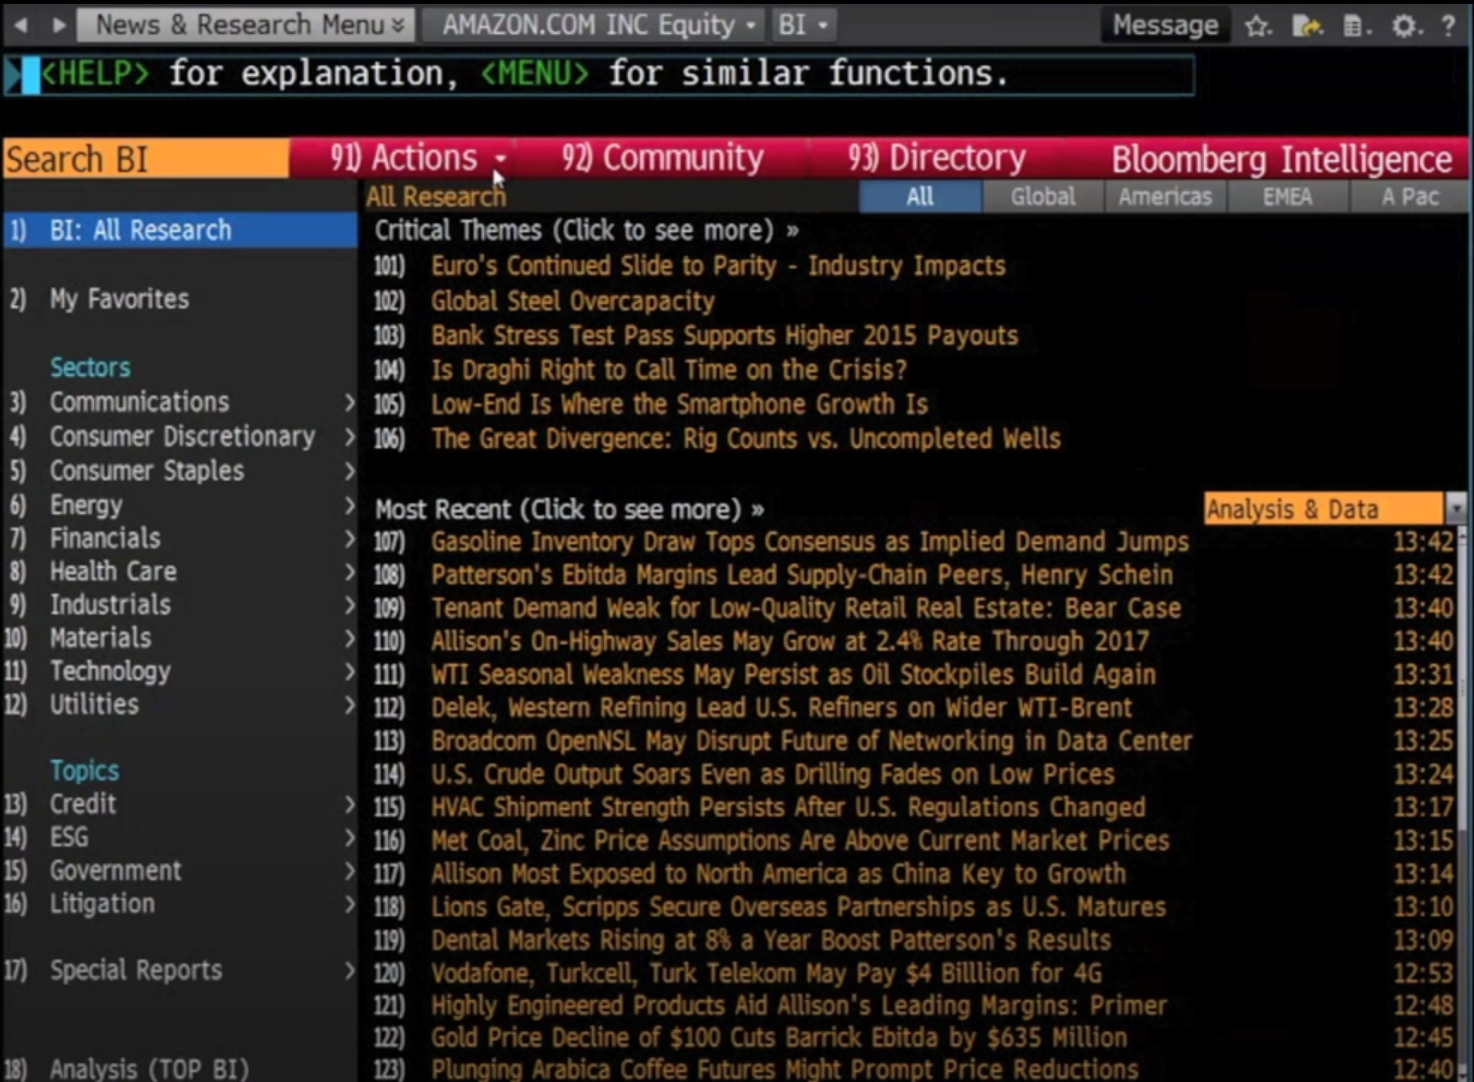 News & Research Menu AMAZON.COM INC Equity BI Message ?
<HELP> for explanation, <MENU> for similar functions.
Search BI 91) Actions 92) Community 93) Directory Bloomberg Intelligence
All Research All Global Americas EMEA A Pac
1) BI: All Research
2) My Favorites
Sectors
3) Communications >
4) Consumer Discretionary >
5) Consumer Staples >
6) Energy >
7) Financials >
8) Health Care >
9) Industrials >
10) Materials >
11) Technology >
12) Utilities >
Topics
13) Credit >
14) ESG >
15) Government >
16) Litigation >
17) Special Reports >
18) Analysis (TOP BI)
Critical Themes (Click to see more) »
101) Euro's Continued Slide to Parity - Industry Impacts
102) Global Steel Overcapacity
103) Bank Stress Test Pass Supports Higher 2015 Payouts
104) Is Draghi Right to Call Time on the Crisis?
105) Low-End Is Where the Smartphone Growth Is
106) The Great Divergence: Rig Counts vs. Uncompleted Wells
Most Recent (Click to see more) » Analysis & Data
107) Gasoline Inventory Draw Tops Consensus as Implied Demand Jumps 13:42
108) Patterson's Ebitda Margins Lead Supply-Chain Peers, Henry Schein 13:42
109) Tenant Demand Weak for Low-Quality Retail Real Estate: Bear Case 13:40
110) Allison's On-Highway Sales May Grow at 2.4% Rate Through 2017 13:40
111) WTI Seasonal Weakness May Persist as Oil Stockpiles Build Again 13:31
112) Delek, Western Refining Lead U.S. Refiners on Wider WTI-Brent 13:28
113) Broadcom OpenNSL May Disrupt Future of Networking in Data Center 13:25
114) U.S. Crude Output Soars Even as Drilling Fades on Low Prices 13:24
115) HVAC Shipment Strength Persists After U.S. Regulations Changed 13:17
116) Met Coal, Zinc Price Assumptions Are Above Current Market Prices 13:15
117) Allison Most Exposed to North America as China Key to Growth 13:14
118) Lions Gate, Scripps Secure Overseas Partnerships as U.S. Matures 13:10
119) Dental Markets Rising at 8% a Year Boost Patterson's Results 13:09
120) Vodafone, Turkcell, Turk Telekom May Pay $4 Billlion for 4G 12:53
121) Highly Engineered Products Aid Allison's Leading Margins: Primer 12:48
122) Gold Price Decline of $100 Cuts Barrick Ebitda by $635 Million 12:45
123) Plunging Arabica Coffee Futures Might Prompt Price Reductions 12:40